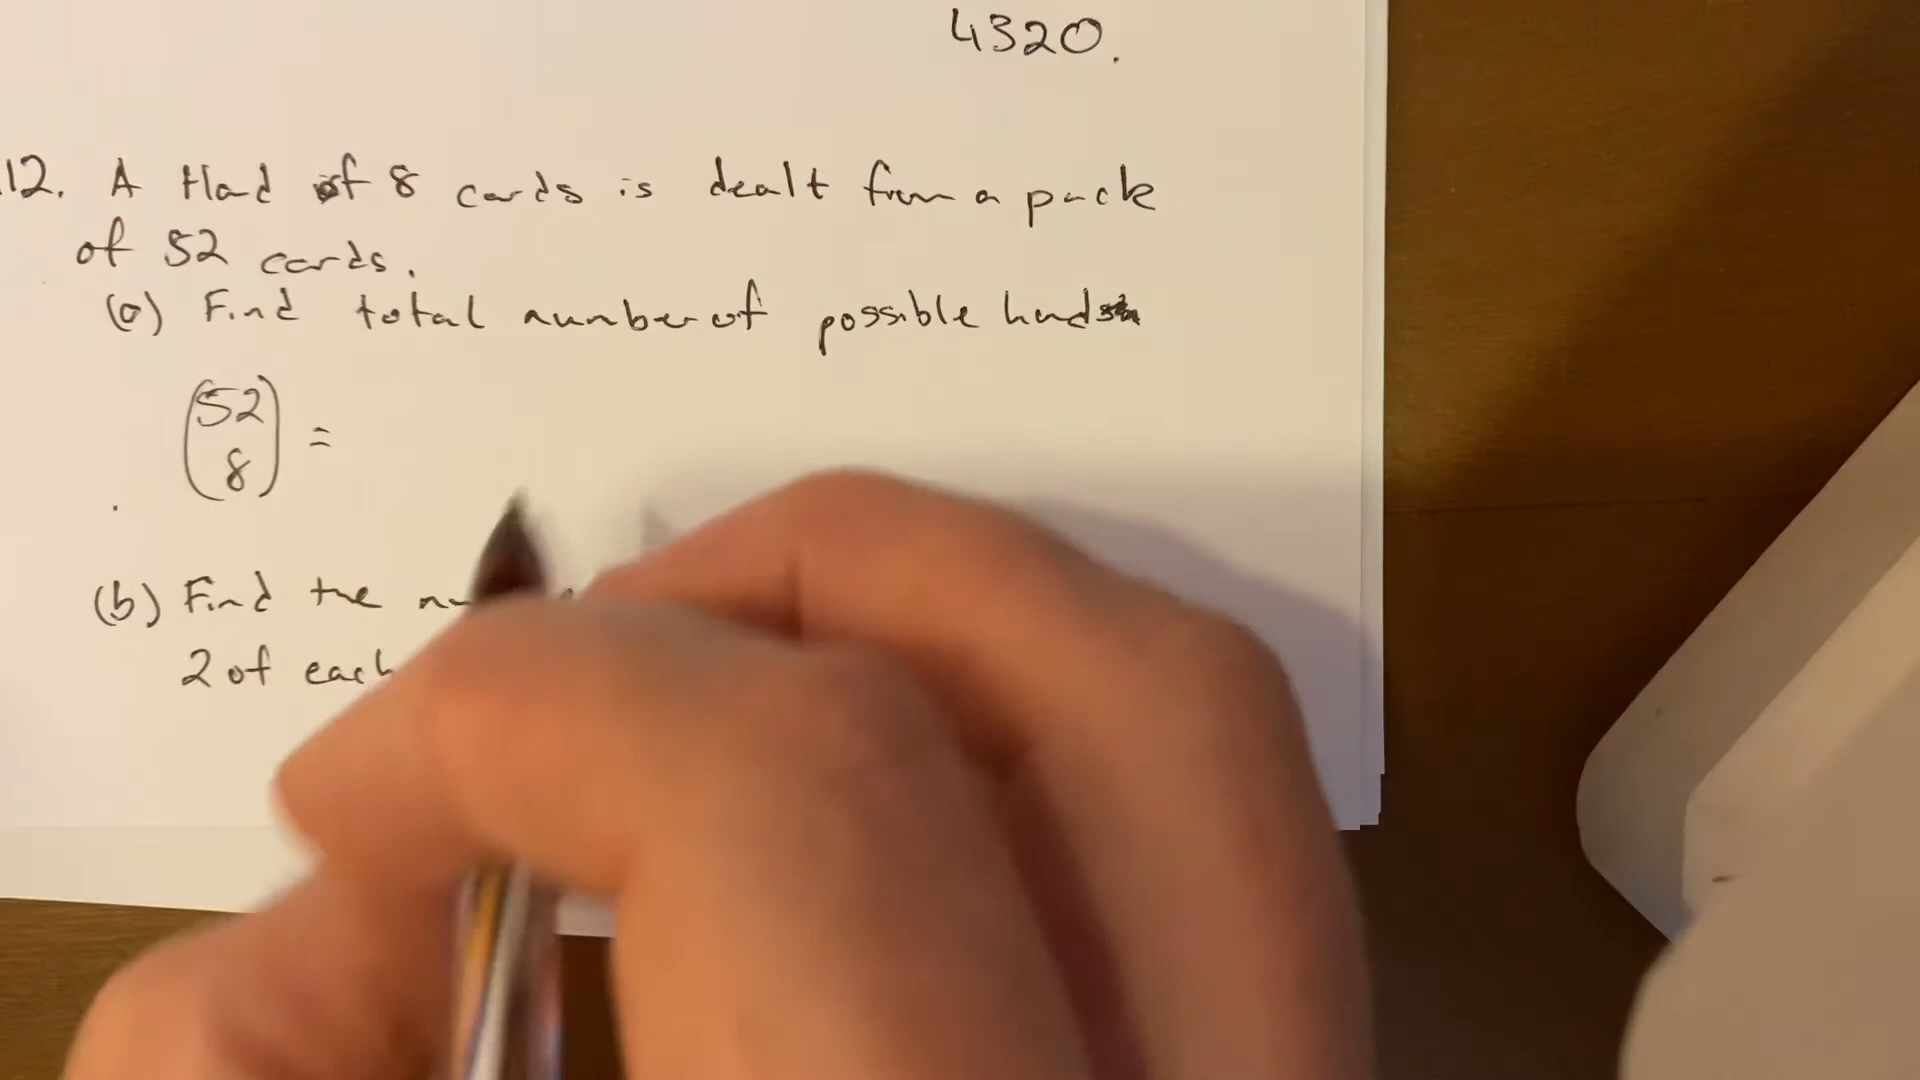 4320.
12. A Had of 8 cards is dealt from a pack
of 52 cards.
(a) Find total number of possible hands
(52
8) =
(b) Find the
2 of each